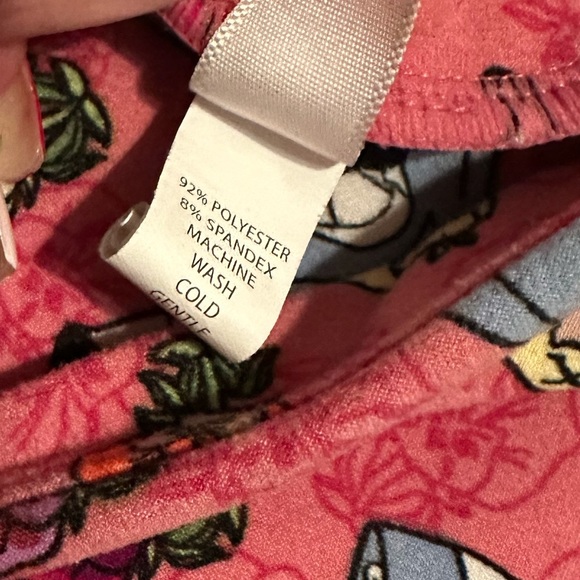 92% POLYESTER
8% SPANDEX
MACHINE
WASH
COLD
GENTLE